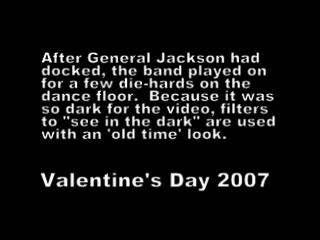 After General Jackson had
docked, the band played on
for a few die-hards on the
dance floor.  Because it was
so dark for the video, filters
to "see in the dark" are used
with an 'old time' look.
Valentine's Day 2007